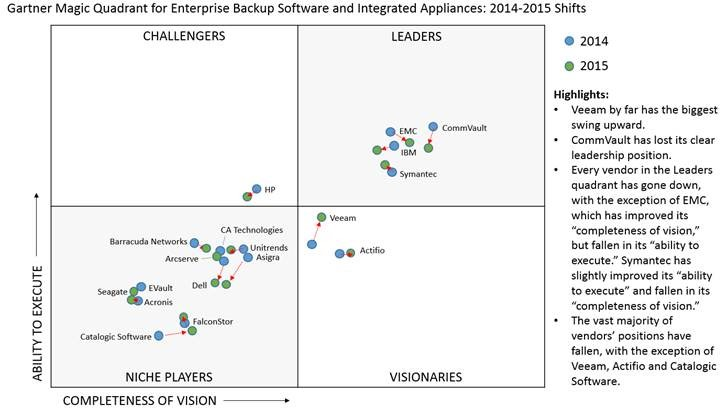 Gartner Magic Quadrant for Enterprise Backup Software and Integrated Appliances: 2014-2015 Shifts
CHALLENGERS
LEADERS
2014
2015
EMC
CommVault
IBM
Symantec
HP
Veeam
Actifio
CA Technologies
Barracuda Networks
Unitrends
Arcserve
Asigra
Dell
Seagate
EVault
Acronis
FalconStor
Catalogic Software
NICHE PLAYERS
VISIONARIES
ABILITY TO EXECUTE
COMPLETENESS OF VISION
Highlights:
• Veeam by far has the biggest
swing upward.
• CommVault has lost its clear
leadership position.
• Every vendor in the Leaders
quadrant has gone down,
with the exception of EMC,
which has improved its
“completeness of vision,”
but fallen in its “ability to
execute.” Symantec has
slightly improved its “ability
to execute” and fallen in its
“completeness of vision.”
• The vast majority of
vendors’ positions have
fallen, with the exception of
Veeam, Actifio and Catalogic
Software.